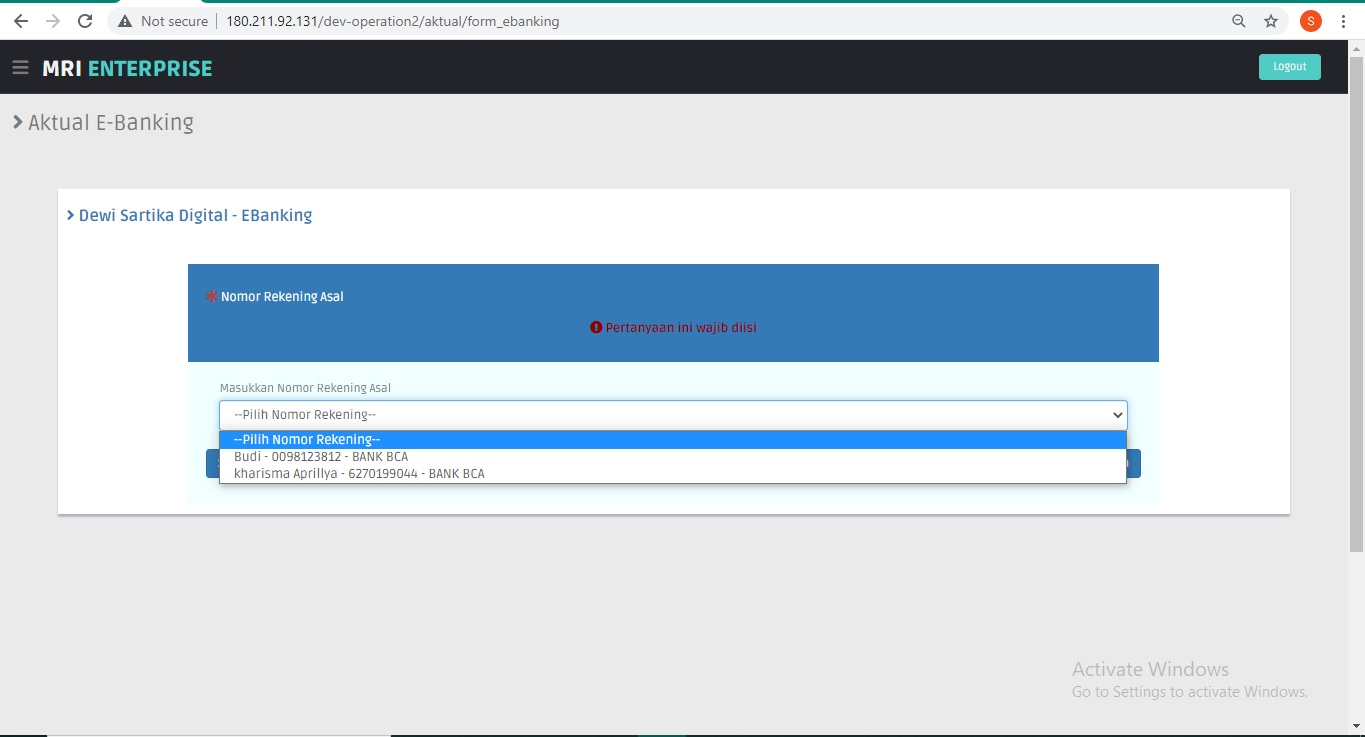 Not secure | 180.211.92.131/dev-operation2/aktual/form_ebanking
S
MRI ENTERPRISE
Logout
Aktual E-Banking
Dewi Sartika Digital - EBanking
Nomor Rekening Asal
Pertanyaan ini wajib diisi
Masukkan Nomor Rekening Asal
--Pilih Nomor Rekening--
--Pilih Nomor Rekening--
Budi - 0098123812 - BANK BCA
kharisma Aprillya - 6270199044 - BANK BCA
Activate Windows
Go to Settings to activate Windows.